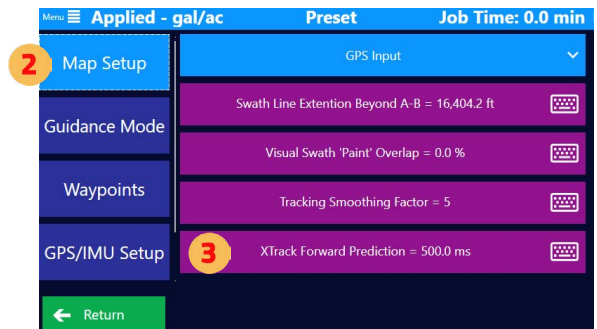 Menu Applied - gal/ac Preset Job Time: 0.0 min
2 Map Setup
GPS Input
Swath Line Extention Beyond A-B = 16,404.2 ft
Guidance Mode
Visual Swath 'Paint' Overlap = 0.0 %
Waypoints
Tracking Smoothing Factor = 5
GPS/IMU Setup
3 XTrack Forward Prediction = 500.0 ms
Return